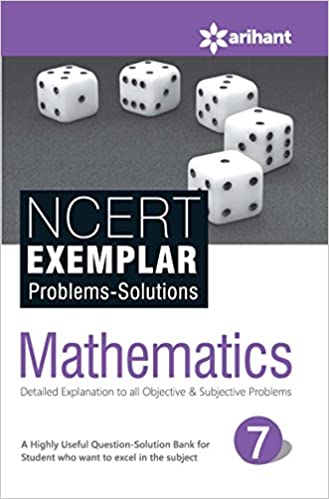 arihant
NCERT
EXEMPLAR
Problems-Solutions
Mathematics
Detailed Explanation to all Objective & Subjective Problems
A Highly Useful Question-Solution Bank for
Student who want to excel in the subject
7